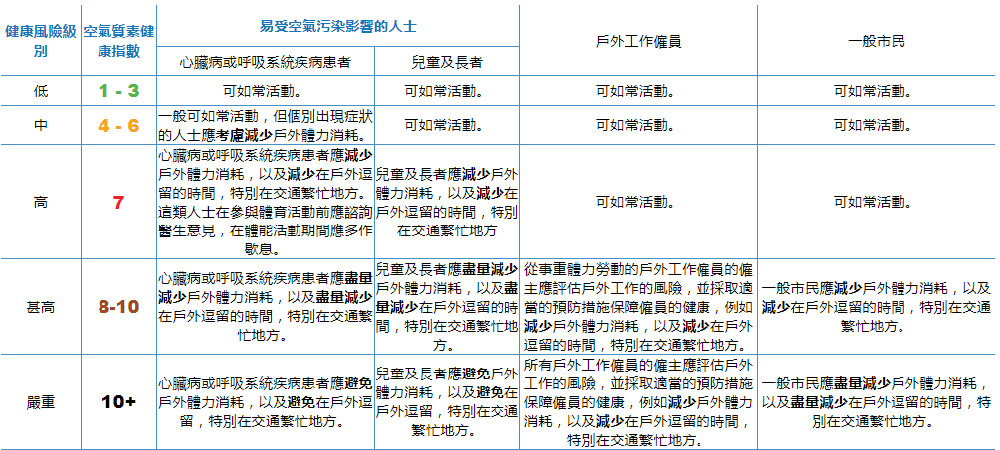 健康風險級別
空氣質素健康指數
易受空氣污染影響的人士
戶外工作僱員
一般市民
心臟病或呼吸系統疾病患者
兒童及長者
低
1 - 3
可如常活動。
可如常活動。
可如常活動。
可如常活動。
中
4 - 6
一般可如常活動，但個別出現症狀
的人士應考慮減少戶外體力消耗。
可如常活動。
可如常活動。
可如常活動。
高
7
心臟病或呼吸系統疾病患者應減少
戶外體力消耗，以及減少在戶外逗
留的時間，特別在交通繁忙地方。
這類人士在參與體育活動前應諮詢
醫生意見，在體能活動期間應多作
歇息。
兒童及長者應減少戶外
體力消耗，以及減少在
戶外逗留的時間，特別
在交通繁忙地方
可如常活動。
可如常活動。
甚高
8-10
心臟病或呼吸系統疾病患者應盡量
減少戶外體力消耗，以及盡量減少
在戶外逗留的時間，特別在交通繁
忙地方。
兒童及長者應盡量減少
戶外體力消耗，以及盡
量減少在戶外逗留的時
間，特別在交通繁忙地
方。
從事重體力勞動的戶外工作僱員的僱
主應評估戶外工作的風險，並採取適
當的預防措施保障僱員的健康，例如
減少戶外體力消耗，以及減少在戶外
逗留的時間，特別在交通繁忙地方。
一般市民應減少戶外體力消耗，以及
減少在戶外逗留的時間，特別在交通
繁忙地方。
嚴重
10+
心臟病或呼吸系統疾病患者應避免
戶外體力消耗，以及避免在戶外逗
留，特別在交通繁忙地方。
兒童及長者應避免戶外
體力消耗，以及避免在
戶外逗留，特別在交通
繁忙地方。
所有戶外工作僱員的僱主應評估戶外
工作的風險，並採取適當的預防措施
保障僱員的健康，例如減少戶外體力
消耗，以及減少在戶外逗留的時間，
特別在交通繁忙地方。
一般市民應盡量減少戶外體力消耗，
以及盡量減少在戶外逗留的時間，特
別在交通繁忙地方。